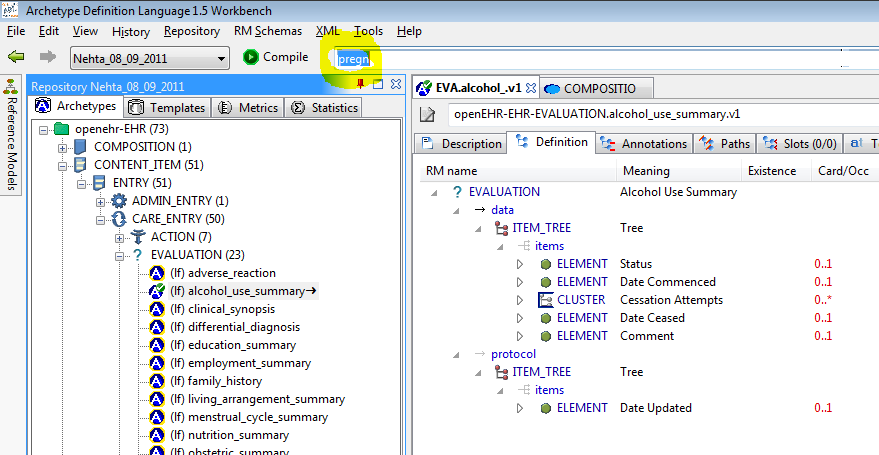 Archetype Definition Language 1.5 Workbench
File Edit View History Repository RM Schemas XML Tools Help
Nehta_08_09_2011 Compile pregn
Reference Models
Repository Nehta_08_09_2011
Archetypes Templates Metrics Statistics
openehr-EHR (73)
COMPOSITION (1)
CONTENT_ITEM (51)
ENTRY (51)
ADMIN_ENTRY (1)
CARE_ENTRY (50)
ACTION (7)
EVALUATION (23)
(lf) adverse_reaction
(lf) alcohol_use_summary→
(lf) clinical_synopsis
(lf) differential_diagnosis
(lf) education_summary
(lf) employment_summary
(lf) family_history
(lf) living_arrangement_summary
(lf) menstrual_cycle_summary
(lf) nutrition_summary
(lf) obstetric_summary
EVA.alcohol_.v1 COMPOSITIO
openEHR-EHR-EVALUATION.alcohol_use_summary.v1
Description Definition Annotations Paths Slots (0/0)
RM name Meaning Existence Card/Occ
EVALUATION Alcohol Use Summary
data
ITEM_TREE Tree
items
ELEMENT Status 0..1
ELEMENT Date Commenced 0..1
CLUSTER Cessation Attempts 0..*
ELEMENT Date Ceased 0..1
ELEMENT Comment 0..1
protocol
ITEM_TREE Tree
items
ELEMENT Date Updated 0..1